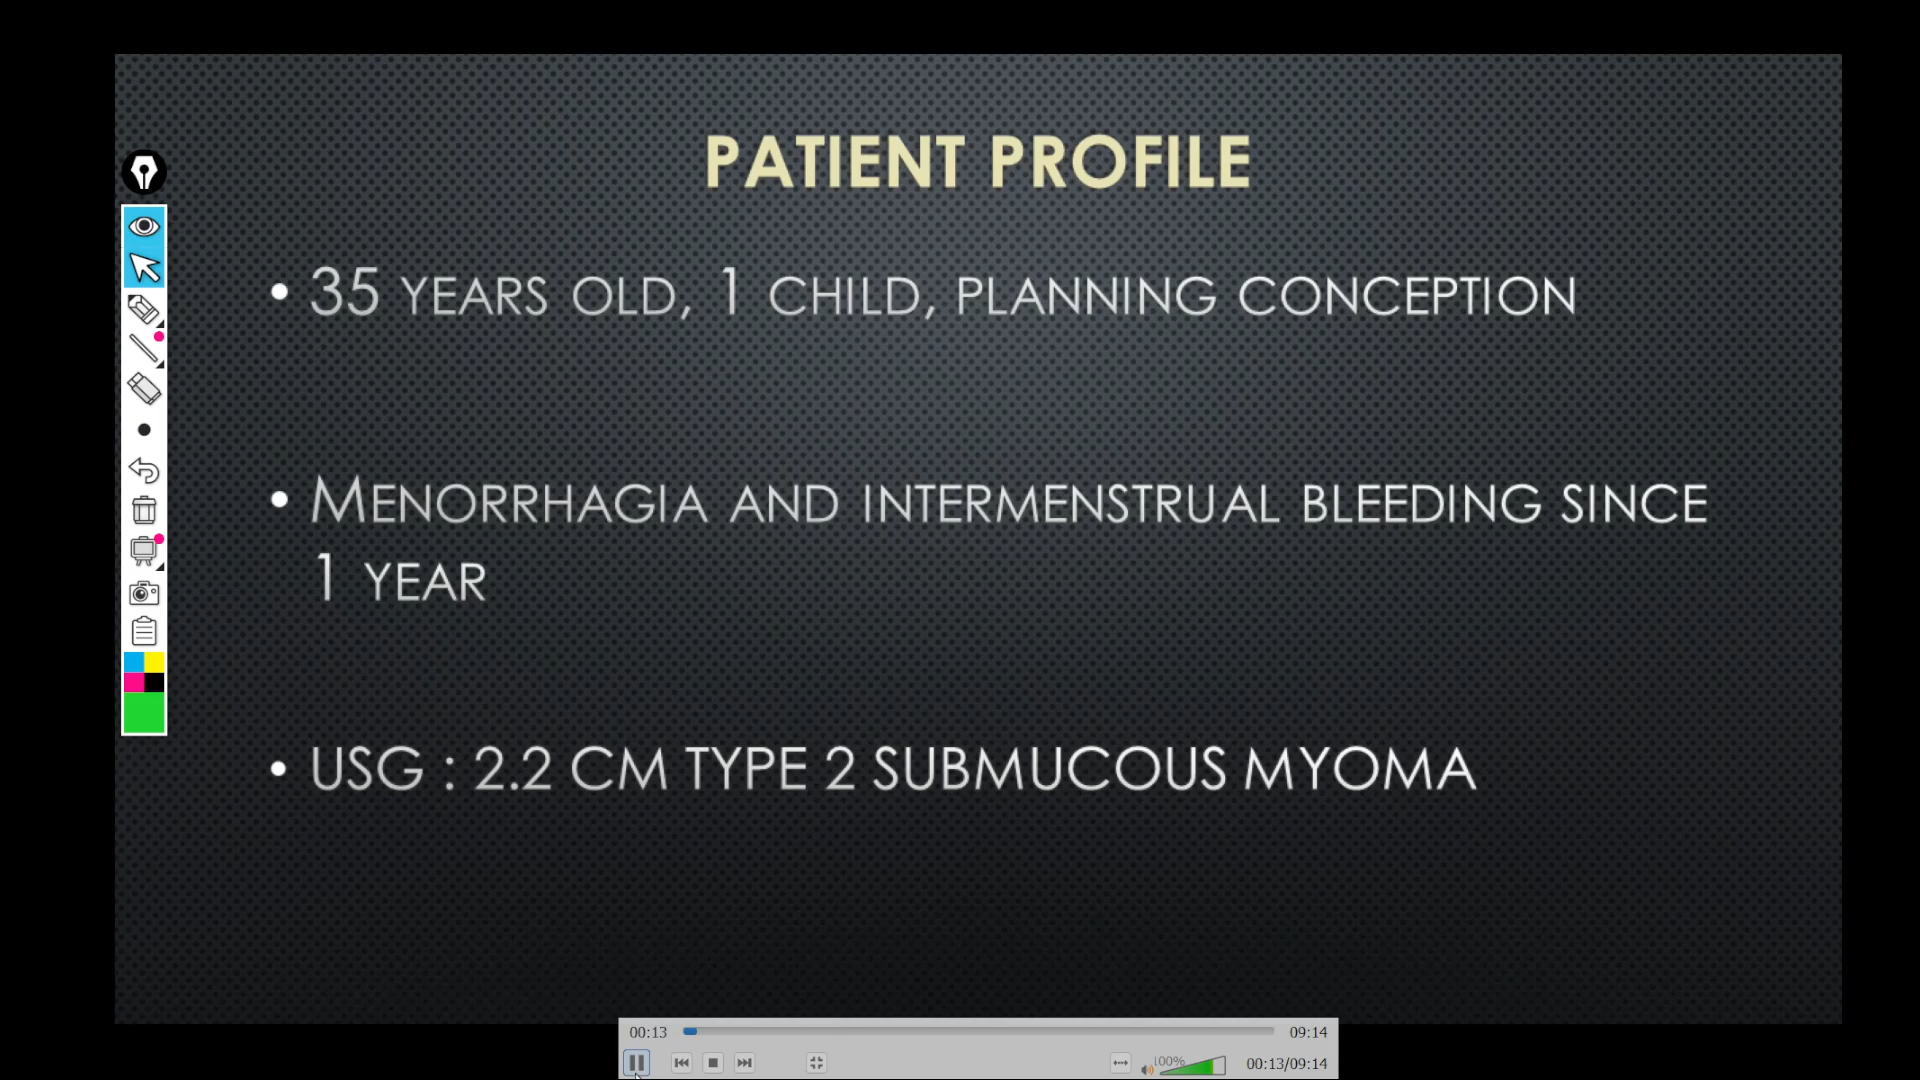 PATIENT PROFILE
• 35 YEARS OLD, 1 CHILD, PLANNING CONCEPTION
• MENORRHAGIA AND INTERMENSTRUAL BLEEDING SINCE
1 YEAR
• USG : 2.2 CM TYPE 2 SUBMUCOUS MYOMA
00:13 09:14
100% 00:13/09:14